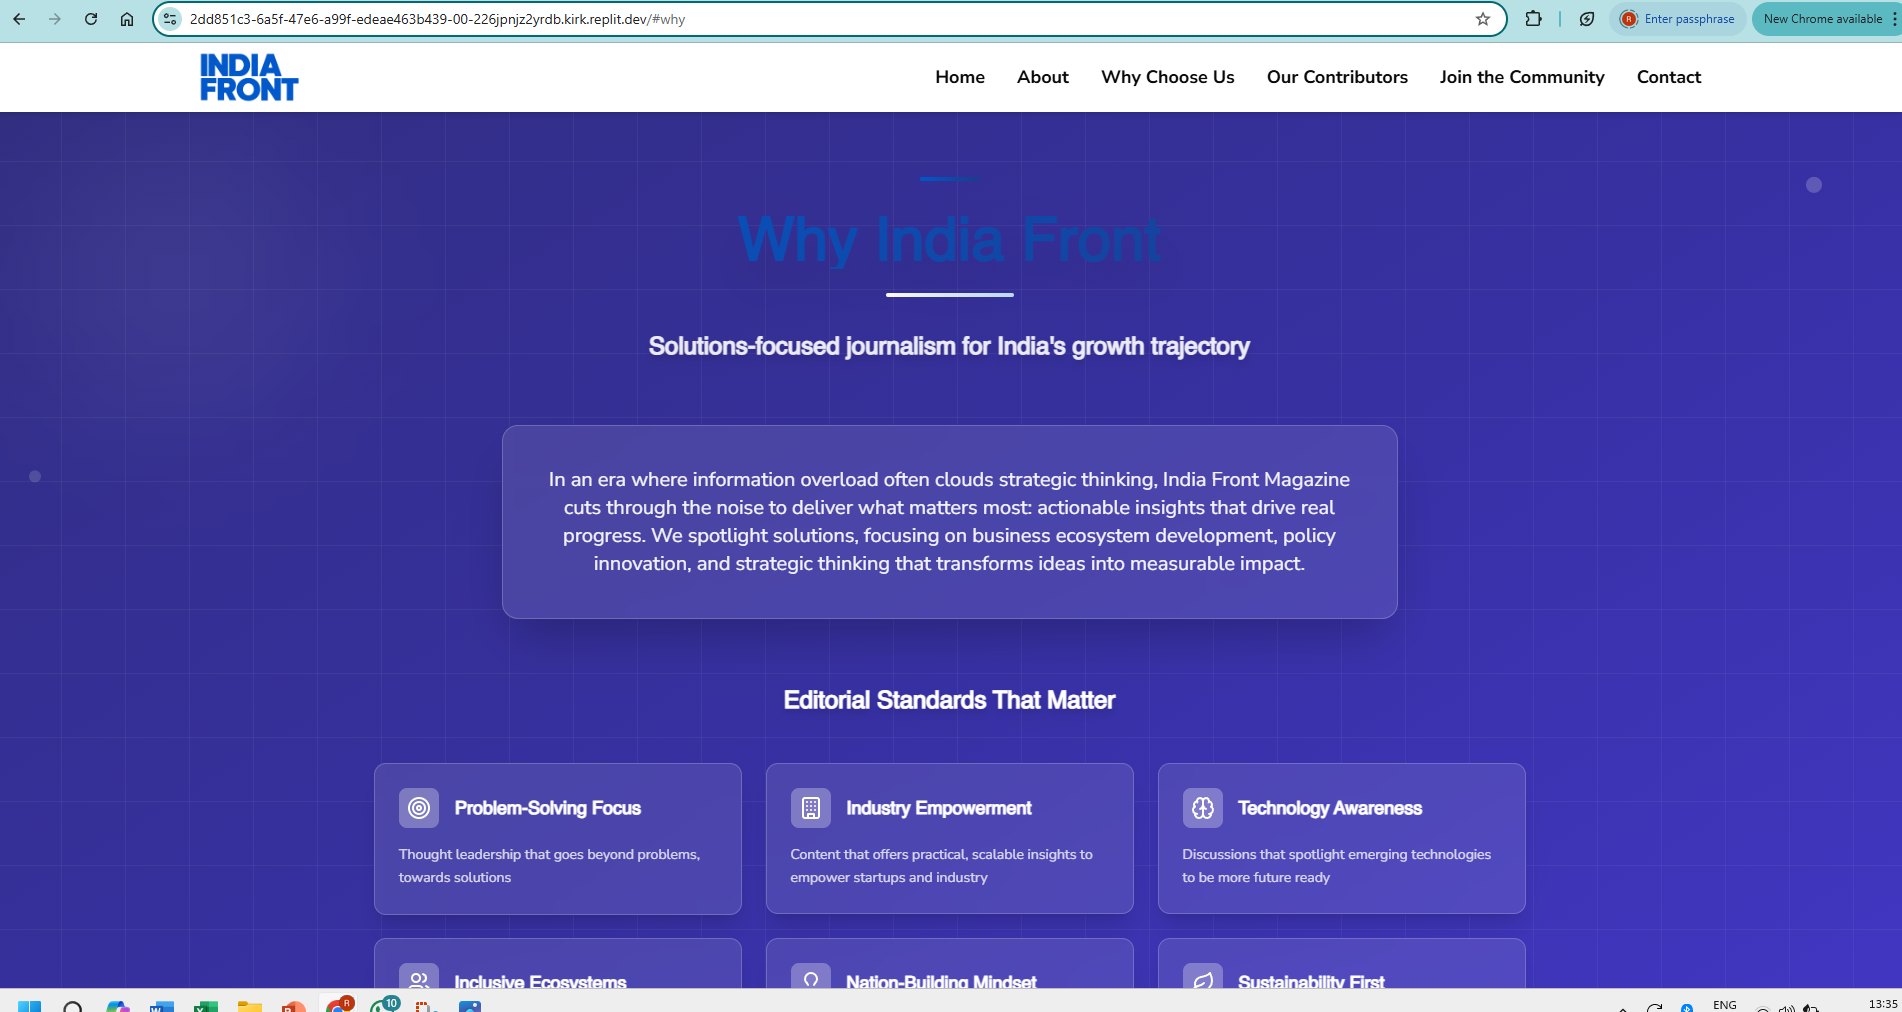 2dd851c3-6a5f-47e6-a99f-edeae463b439-00-226jpnjz2yrdb.kirk.replit.dev/#why
R
Enter passphrase
New Chrome available
INDIA
FRONT
Home
About
Why Choose Us
Our Contributors
Join the Community
Contact
Why India Front
Solutions-focused journalism for India's growth trajectory
In an era where information overload often clouds strategic thinking, India Front Magazine
cuts through the noise to deliver what matters most: actionable insights that drive real
progress. We spotlight solutions, focusing on business ecosystem development, policy
innovation, and strategic thinking that transforms ideas into measurable impact.
Editorial Standards That Matter
Problem-Solving Focus
Thought leadership that goes beyond problems,
towards solutions
Industry Empowerment
Content that offers practical, scalable insights to
empower startups and industry
Technology Awareness
Discussions that spotlight emerging technologies
to be more future ready
Inclusive Ecosystems
Nation-Building Mindset
Sustainability First
R
10
ENG
13:35